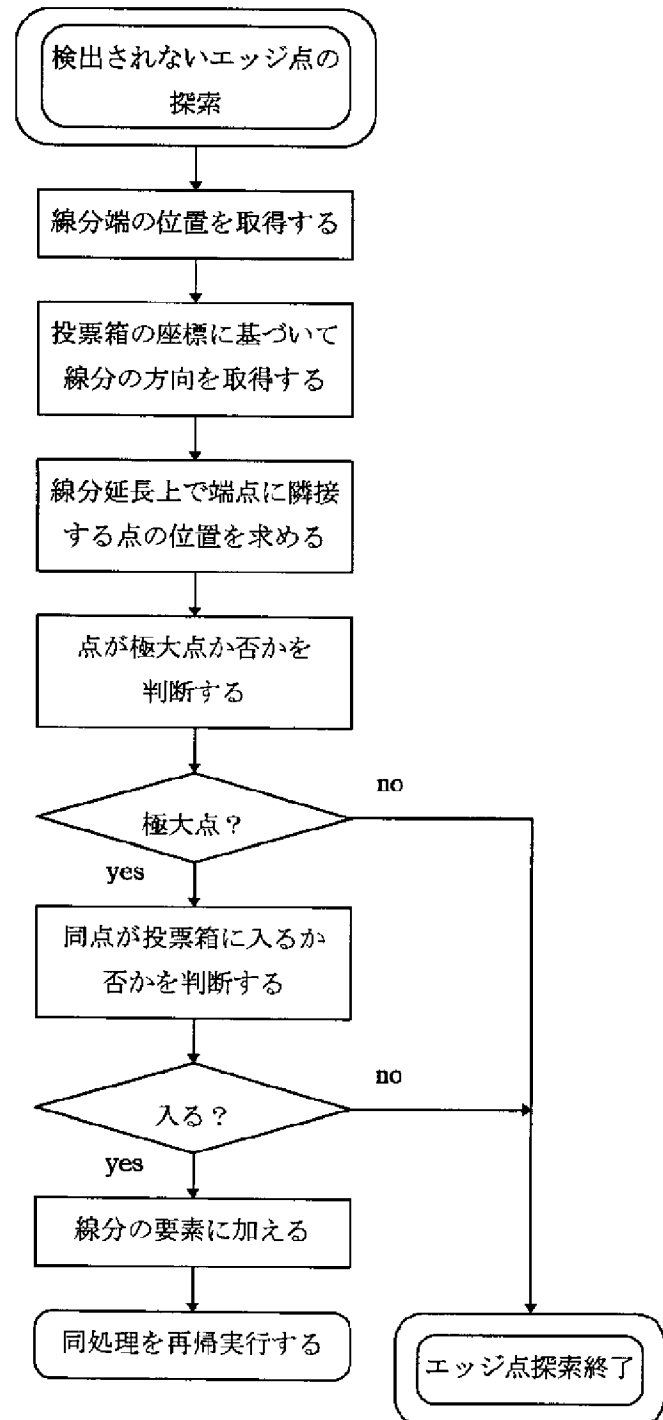 検出されないエッジ点の
探索
線分端の位置を取得する
投票箱の座標に基づいて
線分の方向を取得する
線分延長上で端点に隣接
する点の位置を求める
点が極大点か否かを
判断する
極大点？
no
yes
同点が投票箱に入るか
否かを判断する
入る？
no
yes
線分の要素に加える
同処理を再帰実行する
エッジ点探索終了